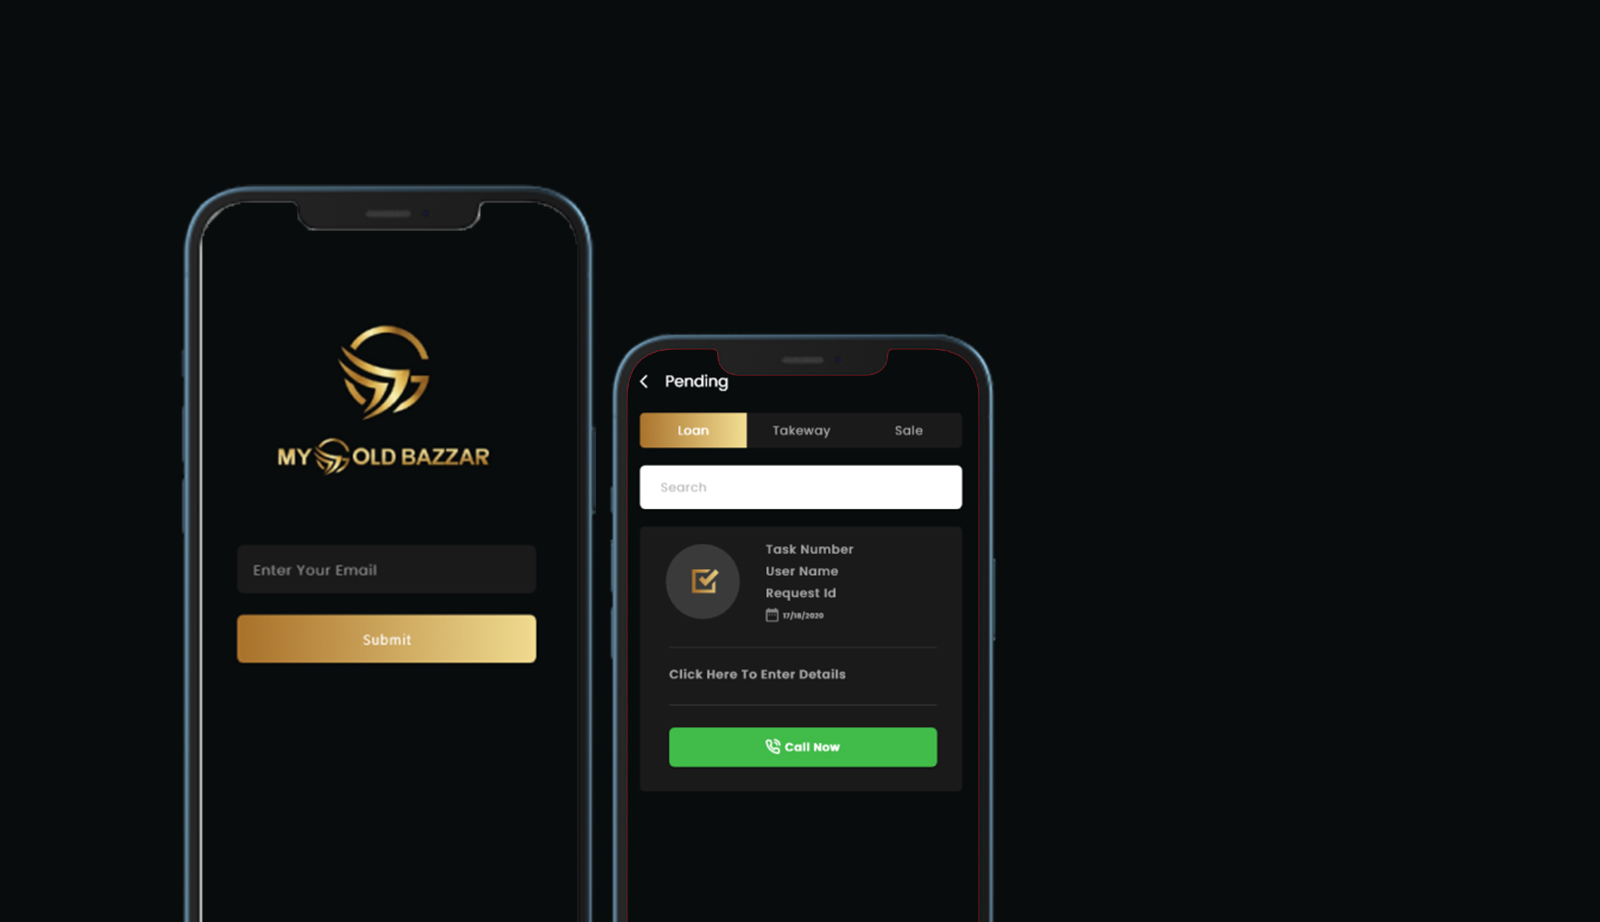 MY GOLD BAZZAR
Enter Your Email
Submit
Pending
Loan Takeway Sale
Search
Task Number
User Name
Request Id
17/18/2020
Click Here To Enter Details
Call Now